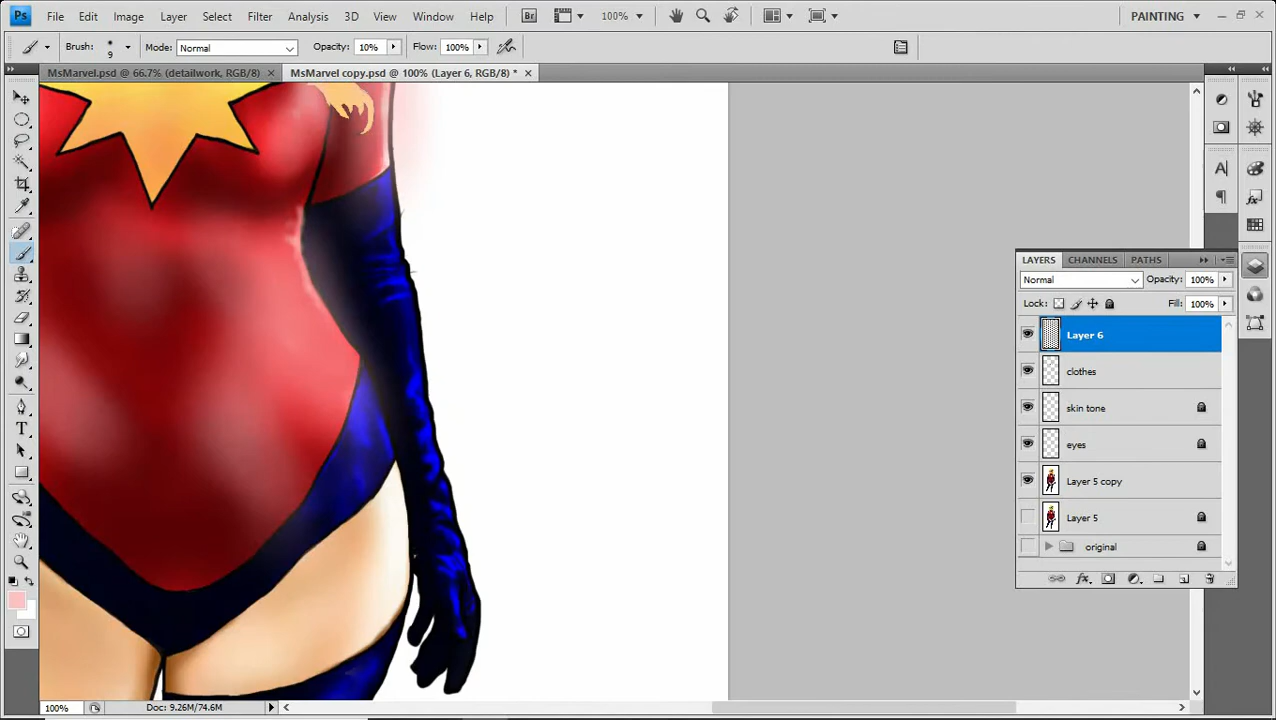 Ps File Edit Image Layer Select Filter Analysis 3D View Window Help Br 100% PAINTING
Brush: 9 Mode: Normal Opacity: 10% Flow: 100%
MsMarvel.psd @ 66.7% (detailwork, RGB/8) MsMarvel copy.psd @ 100% (Layer 6, RGB/8) *
LAYERS CHANNELS PATHS
Normal Opacity: 100%
Lock: Fill: 100%
Layer 6
clothes
skin tone
eyes
Layer 5 copy
Layer 5
original
fx
100% Doc: 9.26M/74.6M